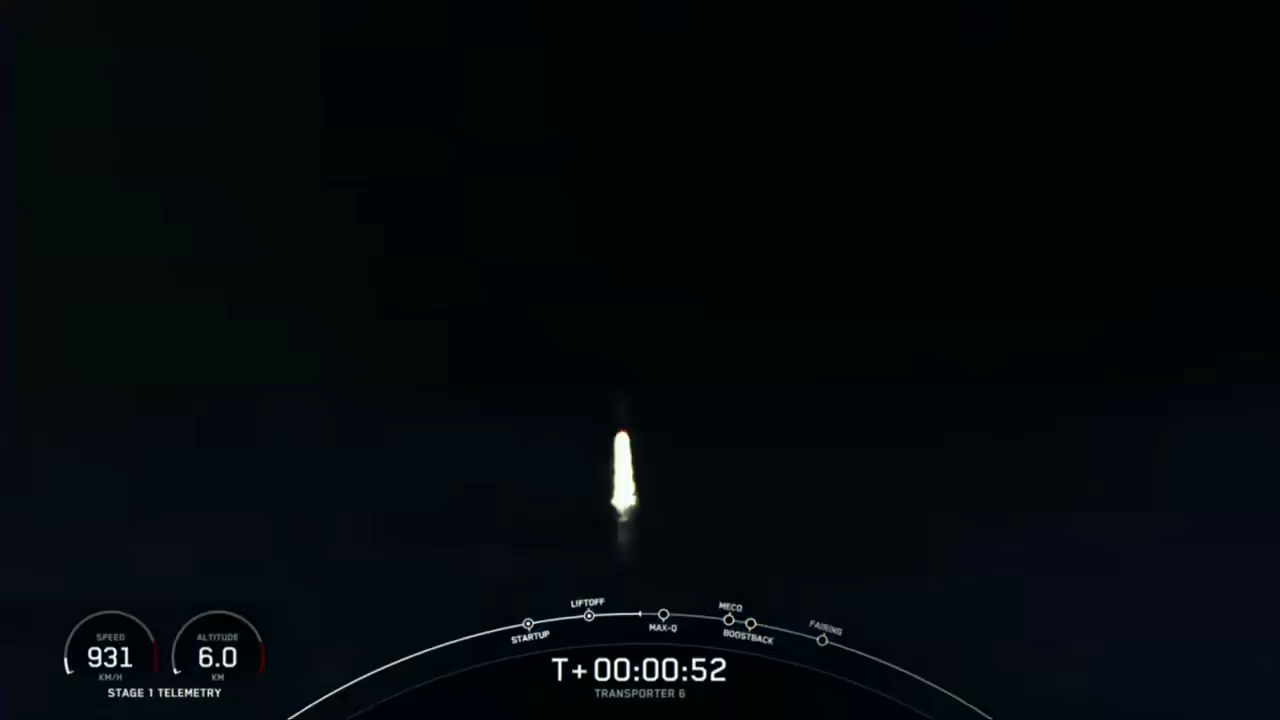 SPEED
931
KM/H
ALTITUDE
6.0
KM
STAGE 1 TELEMETRY
STARTUP
LIFTOFF
MAX-Q
MECO
BOOSTBACK
FAIRING
T+00:00:52
TRANSPORTER 6